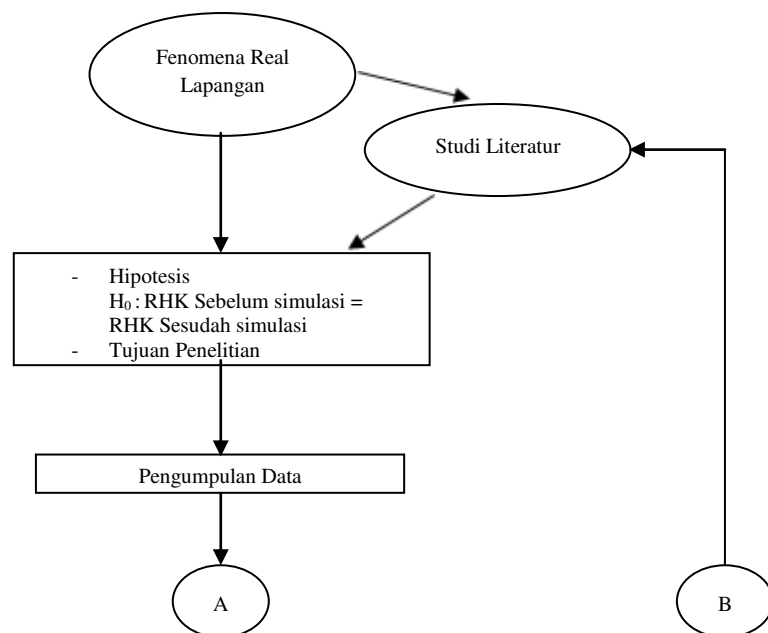 Fenomena Real
Lapangan
Studi Literatur
- Hipotesis
H₀ : RHK Sebelum simulasi =
RHK Sesudah simulasi
- Tujuan Penelitian
Pengumpulan Data
A
B